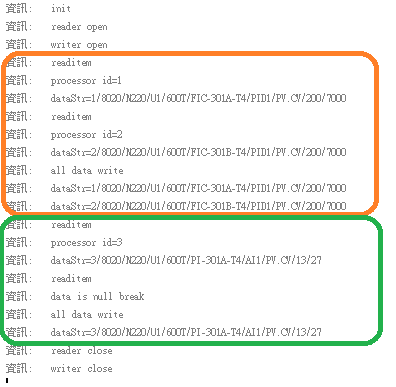 資訊: init
資訊: reader open
資訊: writer open
資訊: readitem
資訊: processor id=1
資訊: dataStr=1/8020/N220/U1/600T/FIC-301A-T4/PID1/PV.CV/200/7000
資訊: readitem
資訊: processor id=2
資訊: dataStr=2/8020/N220/U1/600T/FIC-301B-T4/PID1/PV.CV/200/7000
資訊: all data write
資訊: dataStr=1/8020/N220/U1/600T/FIC-301A-T4/PID1/PV.CV/200/7000
資訊: dataStr=2/8020/N220/U1/600T/FIC-301B-T4/PID1/PV.CV/200/7000
資訊: readitem
資訊: processor id=3
資訊: dataStr=3/8020/N220/U1/600T/PI-301A-T4/AI1/PV.CV/13/27
資訊: readitem
資訊: data is null break
資訊: all data write
資訊: dataStr=3/8020/N220/U1/600T/PI-301A-T4/AI1/PV.CV/13/27
資訊: reader close
資訊: writer close